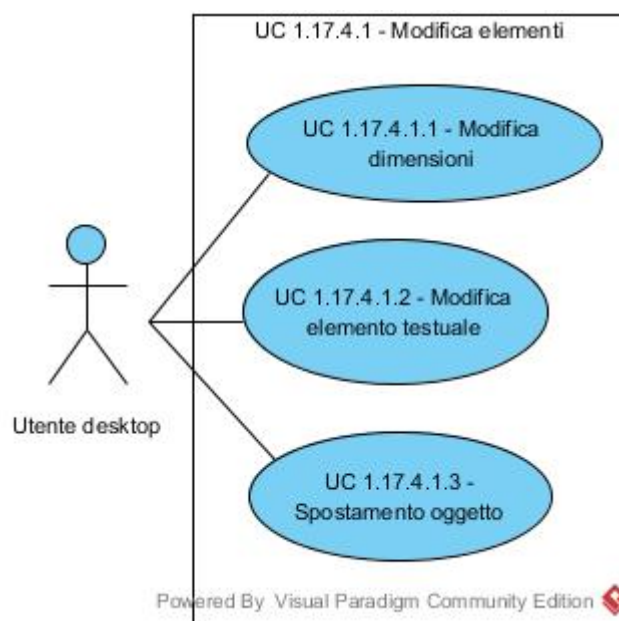 UC 1.17.4.1 - Modifica elementi
UC 1.17.4.1.1 - Modifica
dimensioni
UC 1.17.4.1.2 - Modifica
elemento testuale
Utente desktop
UC 1.17.4.1.3 -
Spostamento oggetto
Powered By Visual Paradigm Community Edition